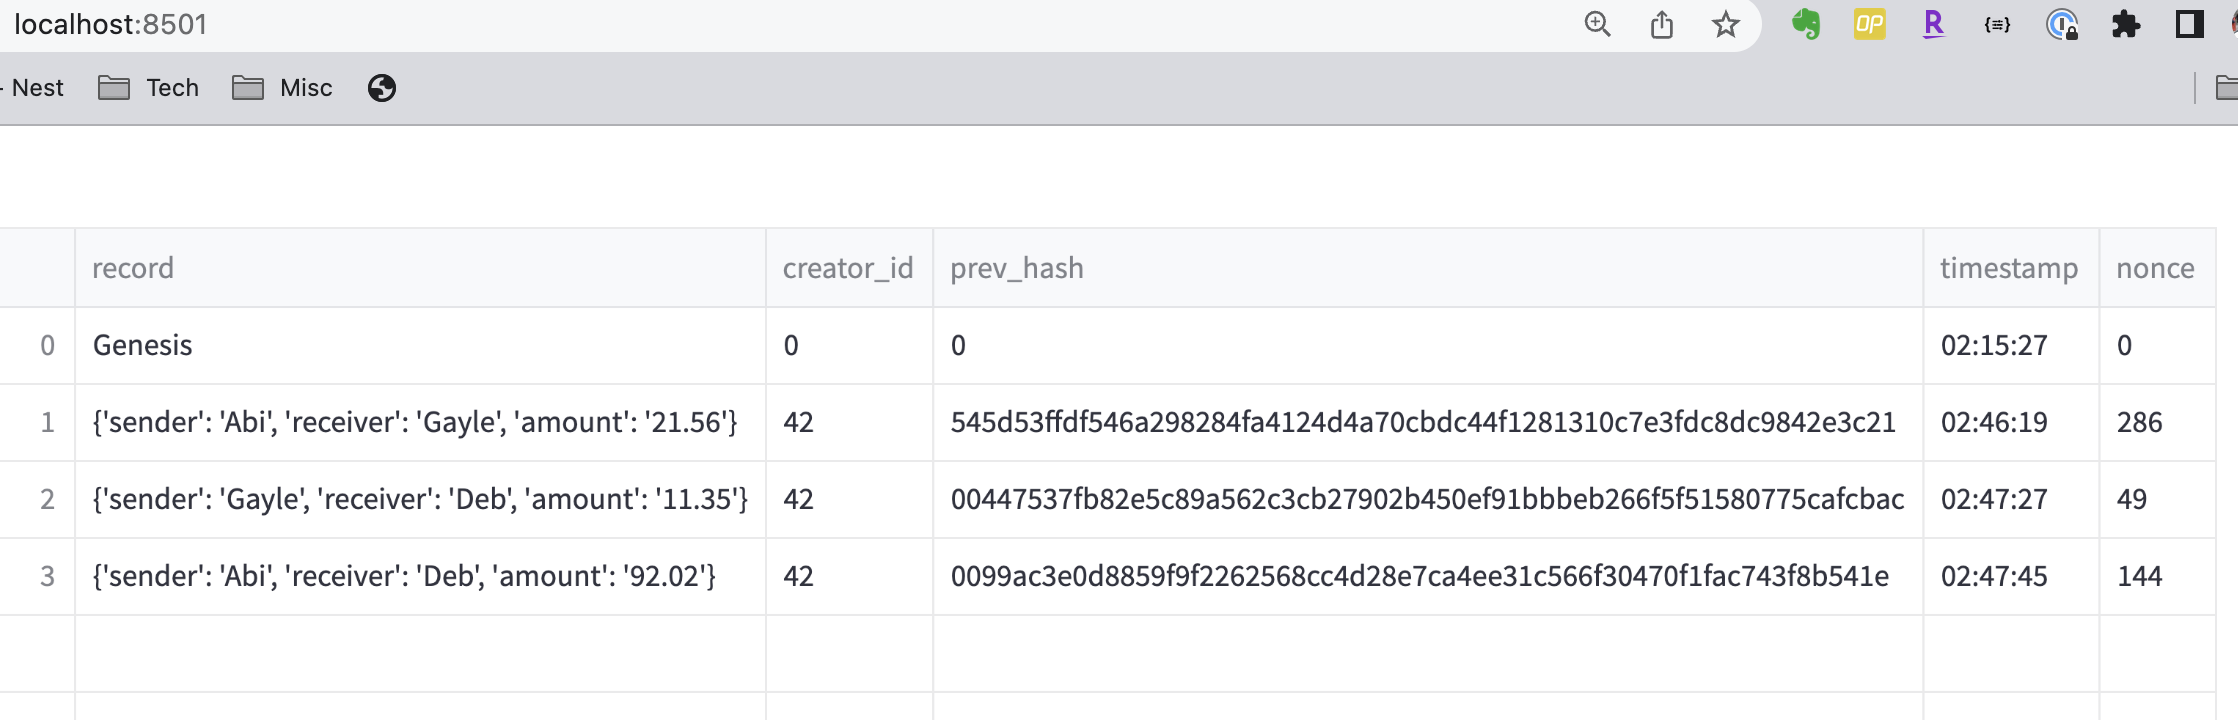 localhost:8501
OP R {≡}
Nest Tech Misc
record creator_id prev_hash timestamp nonce
0 Genesis 0 0 02:15:27 0
1 {'sender': 'Abi', 'receiver': 'Gayle', 'amount': '21.56'} 42 545d53ffdf546a298284fa4124d4a70cbdc44f1281310c7e3fdc8dc9842e3c21 02:46:19 286
2 {'sender': 'Gayle', 'receiver': 'Deb', 'amount': '11.35'} 42 00447537fb82e5c89a562c3cb27902b450ef91bbbeb266f5f51580775cafcbac 02:47:27 49
3 {'sender': 'Abi', 'receiver': 'Deb', 'amount': '92.02'} 42 0099ac3e0d8859f9f2262568cc4d28e7ca4ee31c566f30470f1fac743f8b541e 02:47:45 144